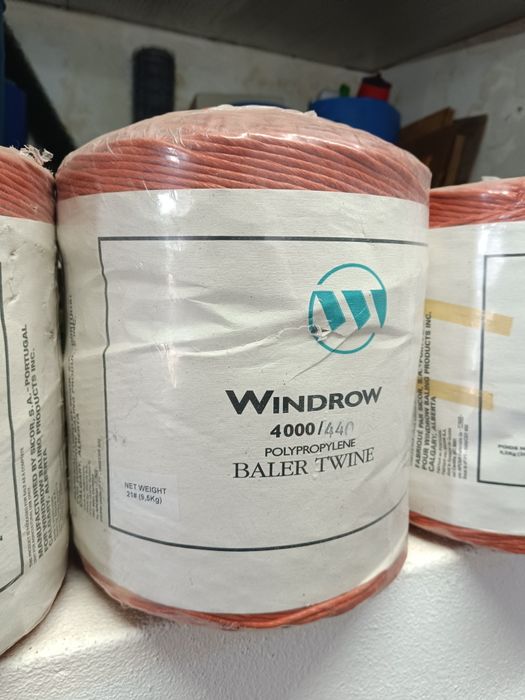 WINDROW
4000/440
POLYPROPYLENE
BALER TWINE
NET WEIGHT
21# (9,5Kg)
MANUFACTURED BY SICOR S.A. - PORTUGAL
FOR WINDROW BALING PRODUCTS INC.
CALGARY, ALBERTA
FABRIQUÉ PAR SICOR, S.A. -
POUR WINDROW BALING PRODUCTS INC.
CALGARY, ALBERTA